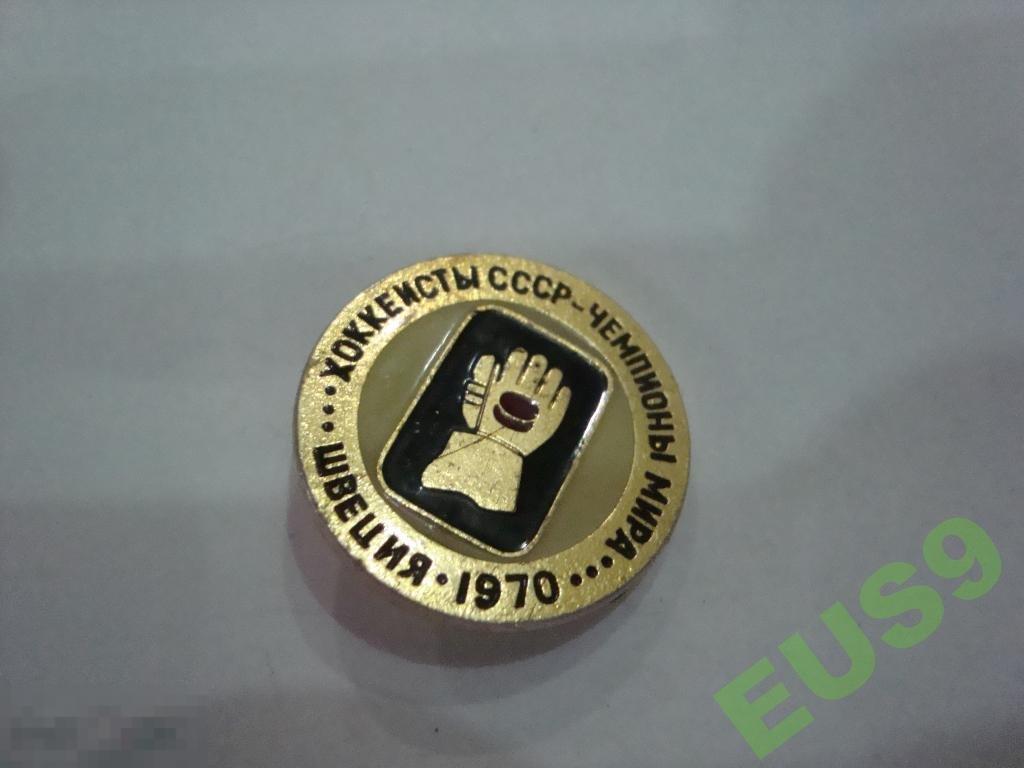 ХОККЕИСТЫ СССР-ЧЕМПИОНЫ МИРА...
ШВЕЦИЯ·1970...
EUS9